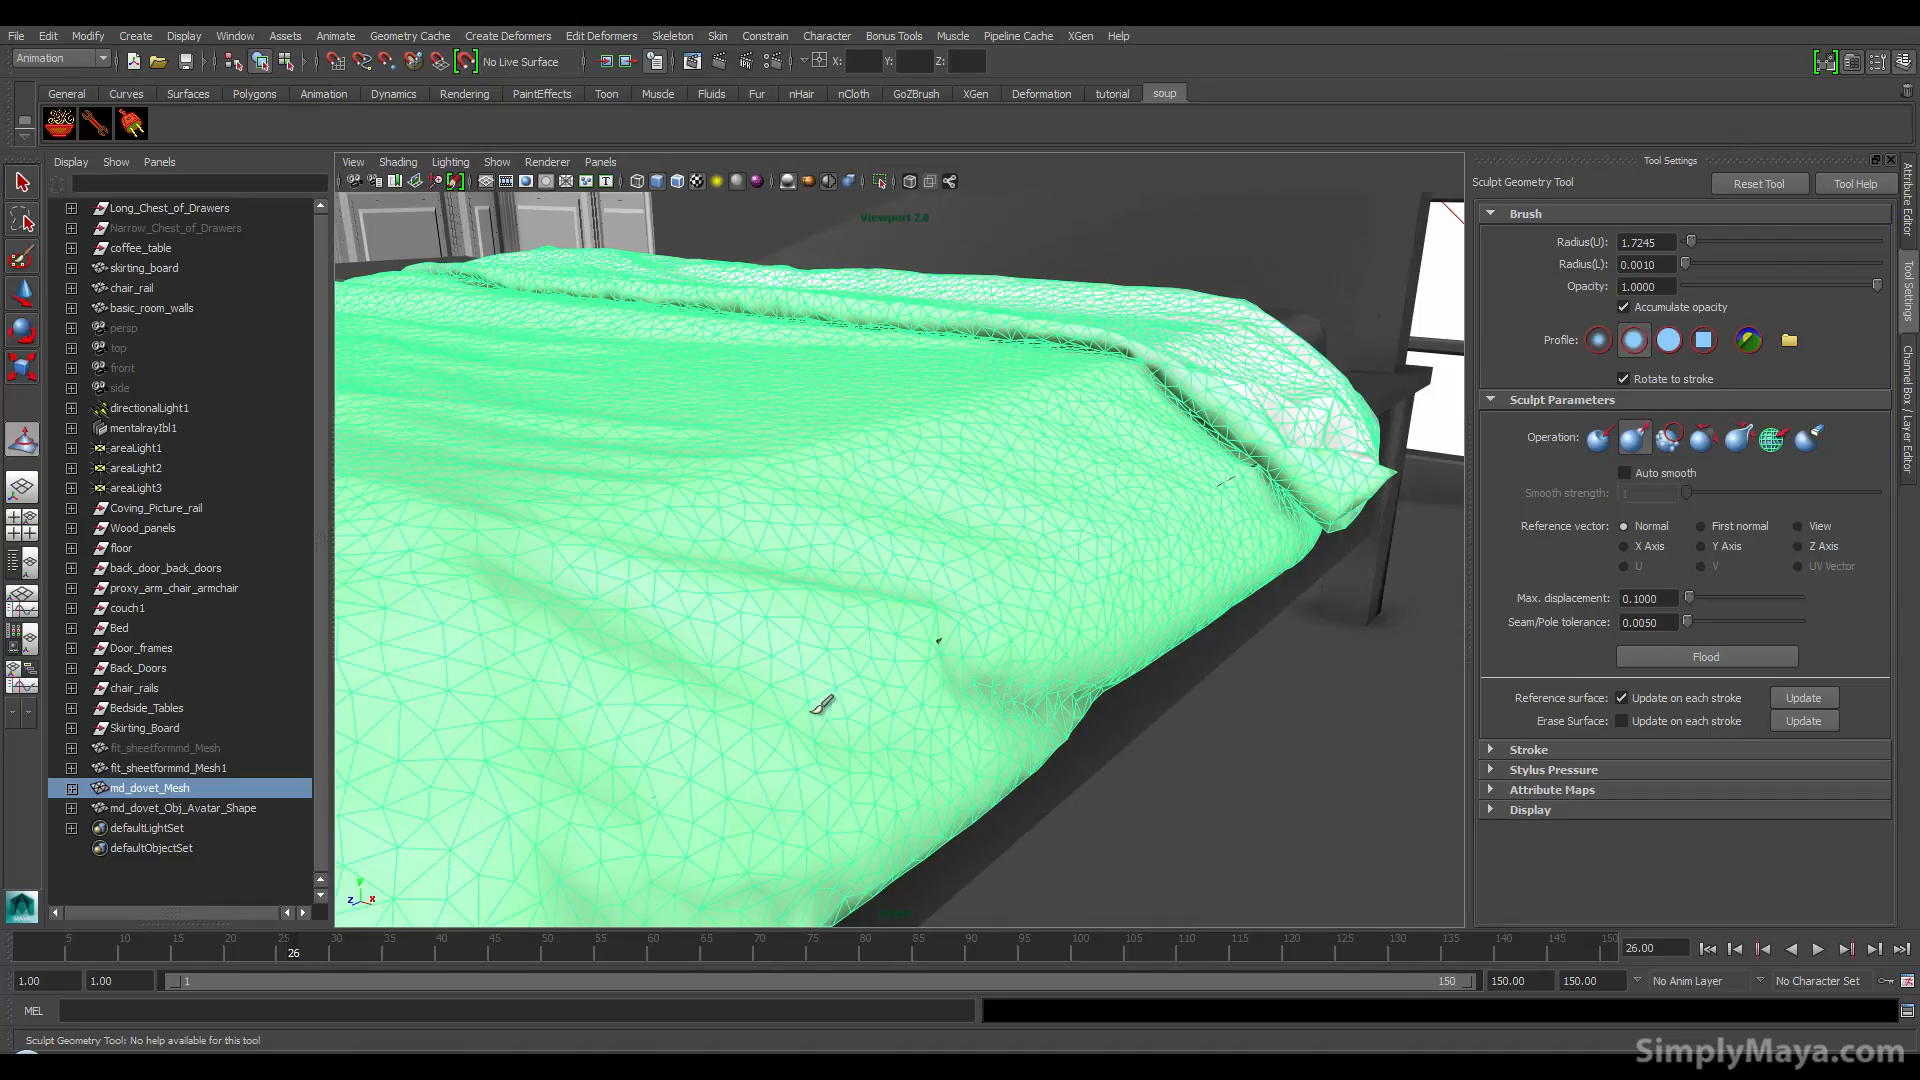 File Edit Modify Create Display Window Assets Animate Geometry Cache Create Deformers Edit Deformers Skeleton Skin Constrain Character Bonus Tools Muscle Pipeline Cache XGen Help
Animation No Live Surface X: Y: Z:
General Curves Surfaces Polygons Animation Dynamics Rendering PaintEffects Toon Muscle Fluids Fur nHair nCloth GoZBrush XGen Deformation tutorial soup
Display Show Panels
View Shading Lighting Show Renderer Panels
Tool Settings
Sculpt Geometry Tool Reset Tool Tool Help
Viewport 2.0
Long_Chest_of_Drawers
Narrow_Chest_of_Drawers
coffee_table
skirting_board
chair_rail
basic_room_walls
persp
top
front
side
directionalLight1
mentalrayIbl1
areaLight1
areaLight2
areaLight3
Coving_Picture_rail
Wood_panels
floor
back_door_back_doors
proxy_arm_chair_armchair
couch1
Bed
Door_frames
Back_Doors
chair_rails
Bedside_Tables
Skirting_Board
fit_sheetformmd_Mesh
fit_sheetformmd_Mesh1
md_dovet_Mesh
md_dovet_Obj_Avatar_Shape
defaultLightSet
defaultObjectSet
y
z x
Brush
Radius(U): 1.7245
Radius(L): 0.0010
Opacity: 1.0000
Accumulate opacity
Profile:
Rotate to stroke
Sculpt Parameters
Operation:
Auto smooth
Smooth strength: 1
Reference vector: Normal First normal View
X Axis Y Axis Z Axis
U V UV Vector
Max. displacement: 0.1000
Seam/Pole tolerance: 0.0050
Flood
Reference surface: Update on each stroke Update
Erase Surface: Update on each stroke Update
Stroke
Stylus Pressure
Attribute Maps
Display
Attribute Editor
Tool Settings
Channel Box / Layer Editor
5 10 15 20 25 30 35 40 45 50 55 60 65 70 75 80 85 90 95 100 105 110 115 120 125 130 135 140 145 150
26
26.00
1.00 1.00 1 150 150.00 150.00 No Anim Layer No Character Set
MEL
Sculpt Geometry Tool: No help available for this tool
SimplyMaya.com